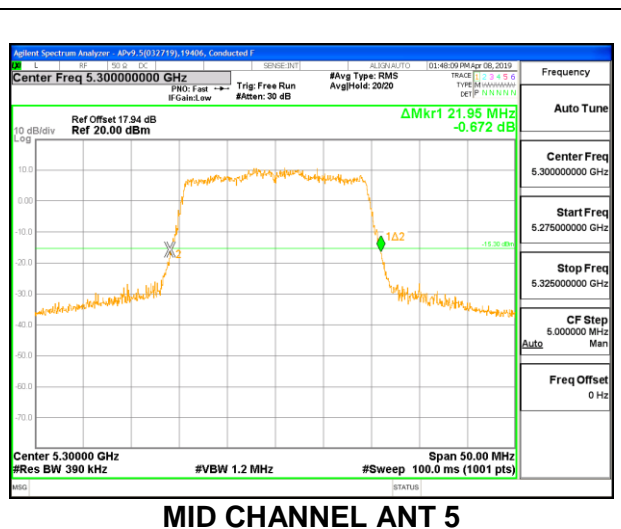 Agilent Spectrum Analyzer - APv9.5(032719),19406, Conducted F
L RF 50 Ω DC SENSE:INT ALIGN AUTO 01:48:09 PM Apr 08, 2019
Center Freq 5.300000000 GHz #Avg Type: RMS TRACE 1 2 3 4 5 6 Frequency
PNO: Fast Trig: Free Run Avg|Hold: 20/20 TYPE M
IFGain:Low #Atten: 30 dB DET P N N N N N
Auto Tune
ΔMkr1 21.95 MHz
Ref Offset 17.94 dB
10 dB/div Ref 20.00 dBm -0.672 dB
Log
Center Freq
5.300000000 GHz
10.0
0.00
Start Freq
5.275000000 GHz
-10.0
1Δ2
-15.30 dBm
-20.0
Stop Freq
5.325000000 GHz
-30.0
-40.0
CF Step
5.000000 MHz
Auto Man
-50.0
-60.0
Freq Offset
0 Hz
-70.0
Center 5.30000 GHz Span 50.00 MHz
#Res BW 390 kHz #VBW 1.2 MHz #Sweep 100.0 ms (1001 pts)
MSG STATUS
MID CHANNEL ANT 5